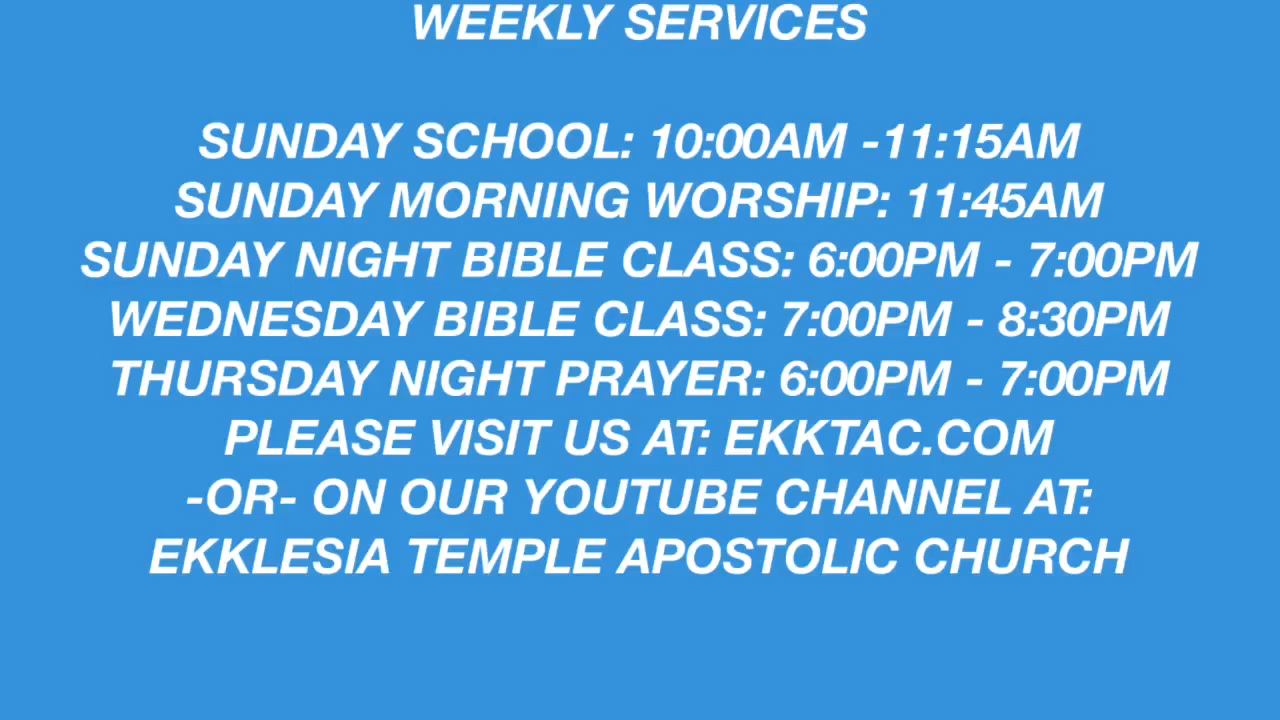 WEEKLY SERVICES
SUNDAY SCHOOL: 10:00AM -11:15AM
SUNDAY MORNING WORSHIP: 11:45AM
SUNDAY NIGHT BIBLE CLASS: 6:00PM - 7:00PM
WEDNESDAY BIBLE CLASS: 7:00PM - 8:30PM
THURSDAY NIGHT PRAYER: 6:00PM - 7:00PM
PLEASE VISIT US AT: EKKTAC.COM
-OR- ON OUR YOUTUBE CHANNEL AT:
EKKLESIA TEMPLE APOSTOLIC CHURCH